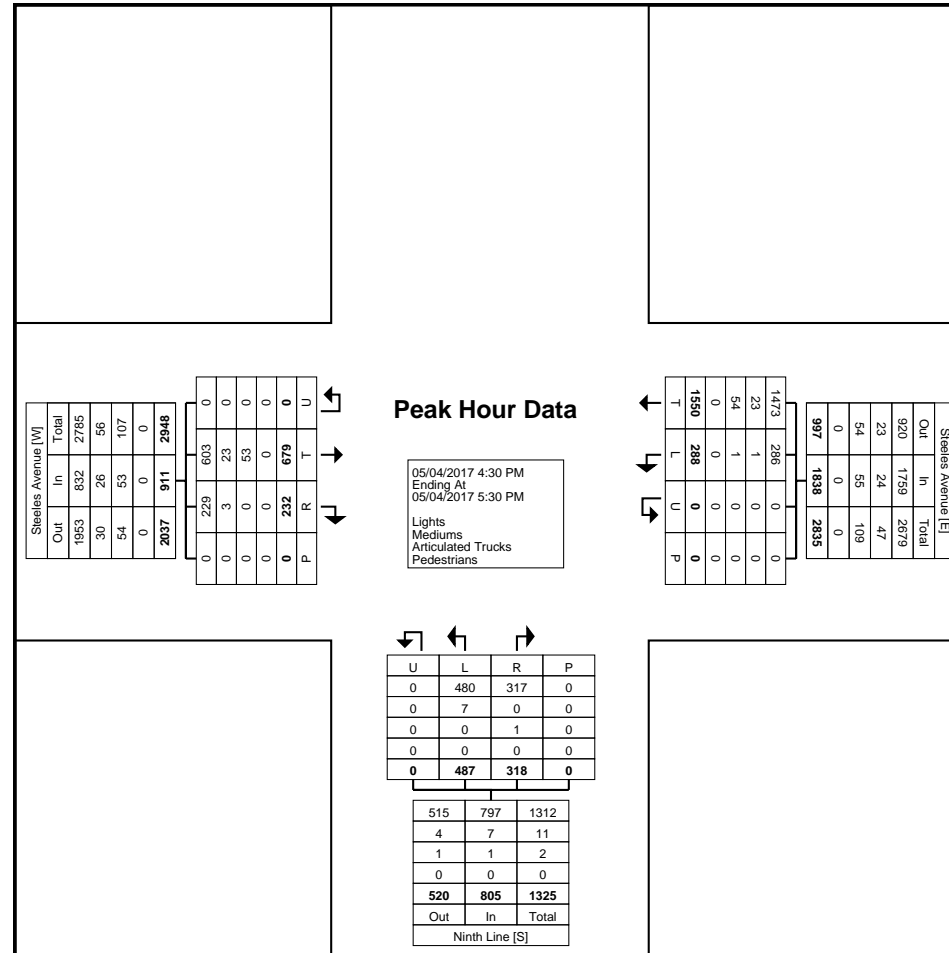 Peak Hour Data
05/04/2017 4:30 PM
Ending At
05/04/2017 5:30 PM
Lights
Mediums
Articulated Trucks
Pedestrians
Steeles Avenue [W]
Total In Out
2785 832 1953
56 26 30
107 53 54
0 0 0
2948 911 2037
0 603 229 0
0 23 3 0
0 53 0 0
0 0 0 0
0 679 232 0
U T R P
Steeles Avenue [E]
Out In Total
920 1759 2679
23 24 47
54 55 109
0 0 0
997 1838 2835
1473 286 0 0
23 1 0 0
54 1 0 0
0 0 0 0
1550 288 0 0
T L U P
U L R P
0 480 317 0
0 7 0 0
0 0 1 0
0 0 0 0
0 487 318 0
515 797 1312
4 7 11
1 1 2
0 0 0
520 805 1325
Out In Total
Ninth Line [S]